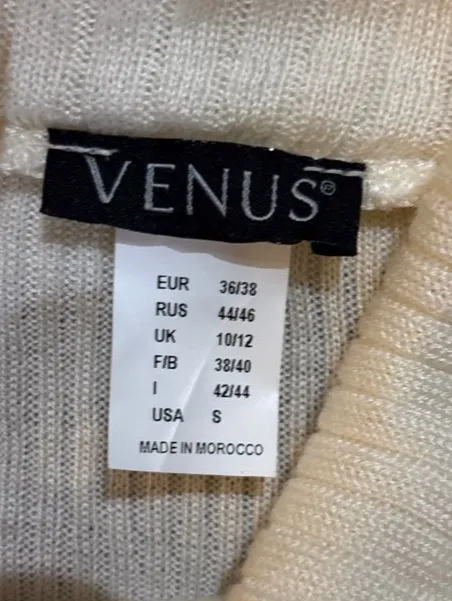 VENUS®
EUR 36/38
RUS 44/46
UK 10/12
F/B 38/40
I 42/44
USA S
MADE IN MOROCCO